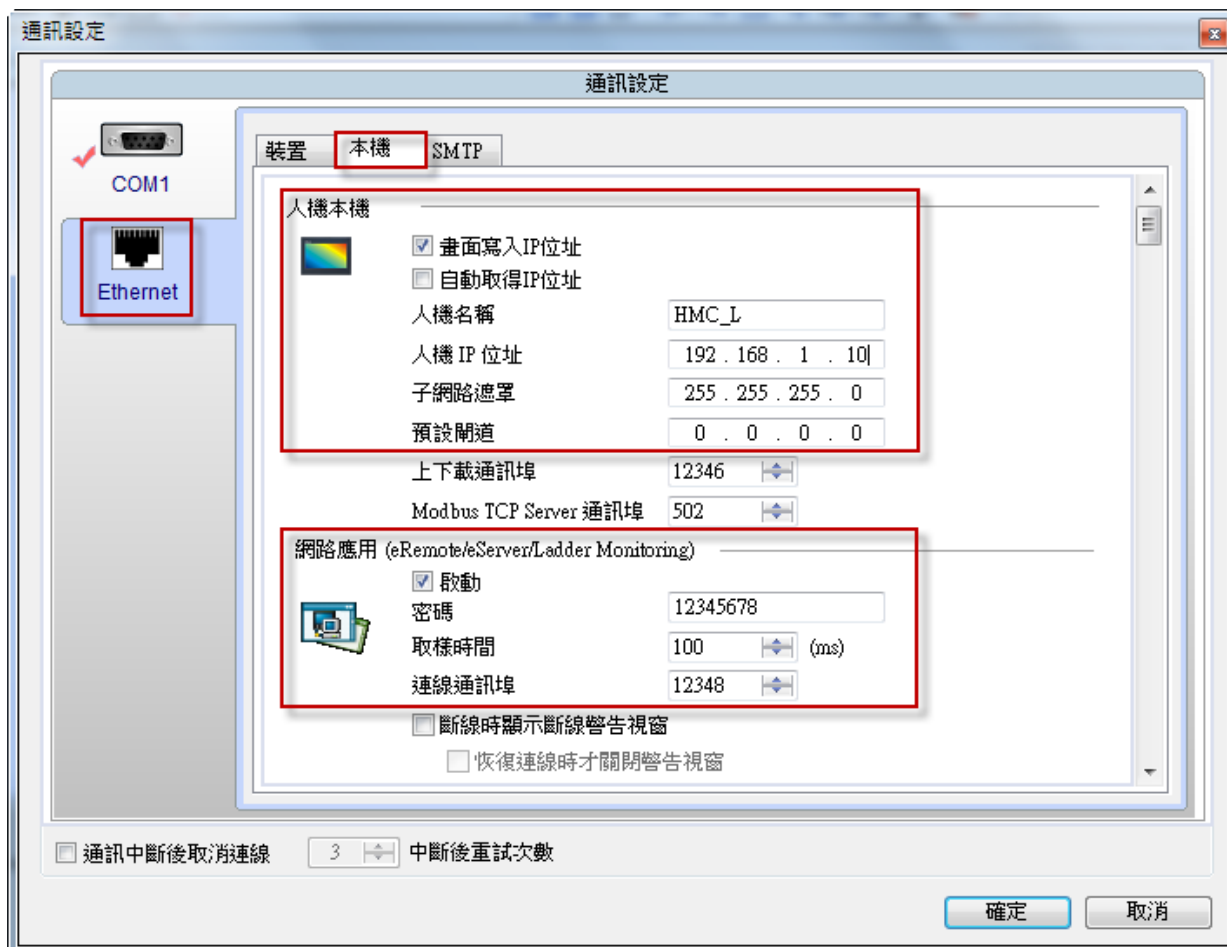 通訊設定
通訊設定
COM1
Ethernet
裝置 本機 SMTP
人機本機
畫面寫入IP位址
自動取得IP位址
人機名稱 HMC_L
人機 IP 位址 192 . 168 . 1 . 10
子網路遮罩 255 . 255 . 255 . 0
預設閘道 0 . 0 . 0 . 0
上下載通訊埠 12346
Modbus TCP Server 通訊埠 502
網路應用 (eRemote/eServer/Ladder Monitoring)
啟動
密碼 12345678
取樣時間 100 (ms)
連線通訊埠 12348
斷線時顯示斷線警告視窗
恢復連線時才關閉警告視窗
通訊中斷後取消連線 3 中斷後重試次數
確定 取消